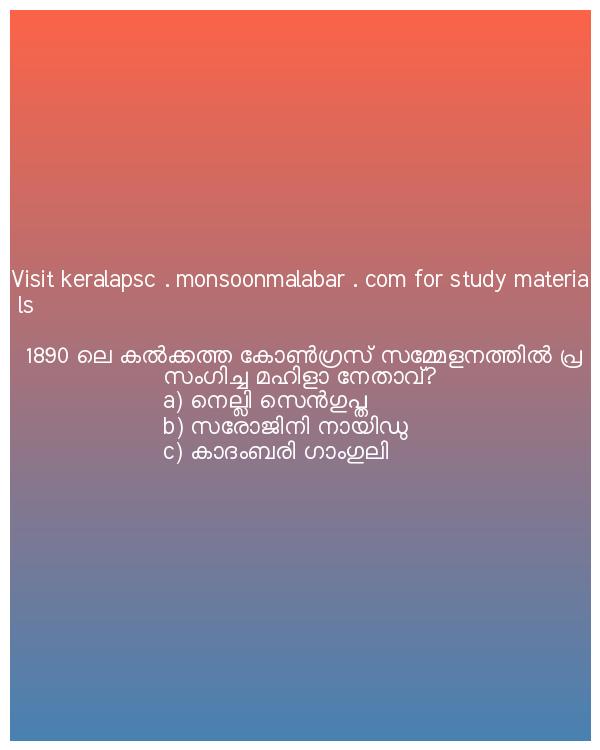 Visit keralapsc . monsoonmalabar . com for study materia
ls
1890 ലെ കൽക്കത്ത കോൺഗ്രസ് സമ്മേളനത്തിൽ പ്ര
സംഗിച്ച മഹിളാ നേതാവ്?
a) നെല്ലി സെൻഗുപ്ത
b) സരോജിനി നായിഡു
c) കാദംബരി ഗാംഗുലി